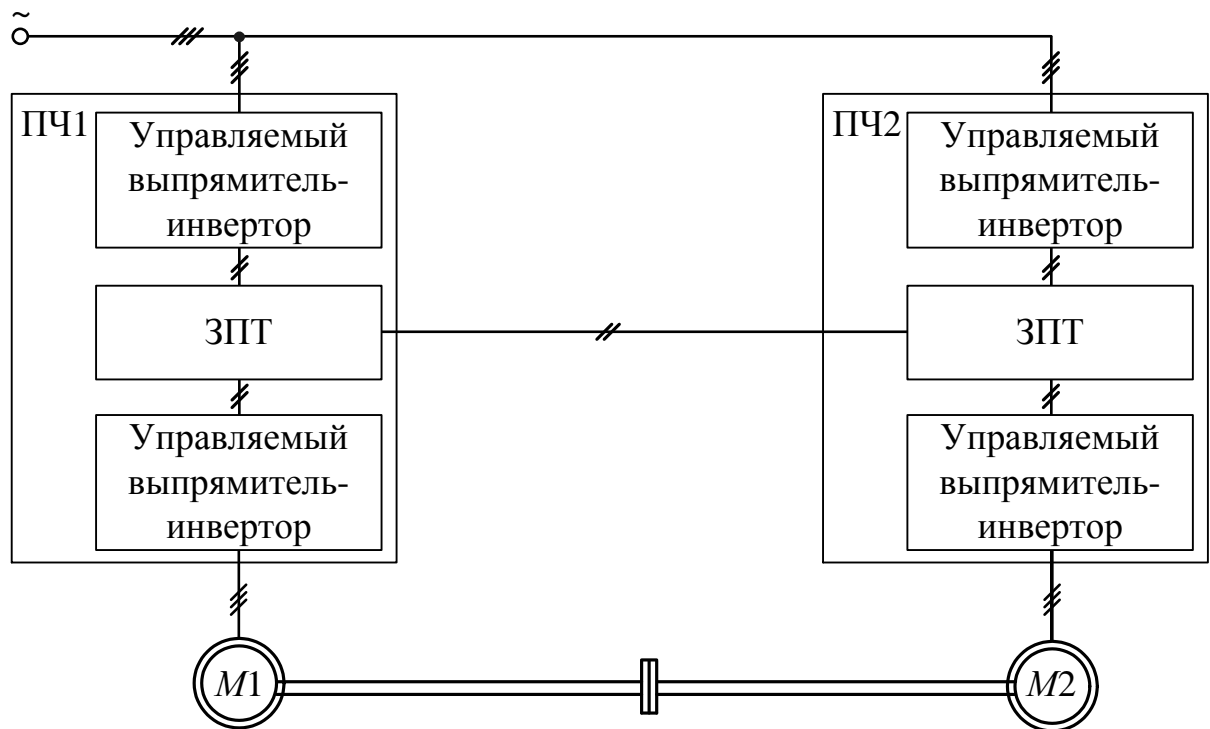 ~
ПЧ1
Управляемый
выпрямитель-
инвертор
ЗПТ
Управляемый
выпрямитель-
инвертор
М1
ПЧ2
Управляемый
выпрямитель-
инвертор
ЗПТ
Управляемый
выпрямитель-
инвертор
М2